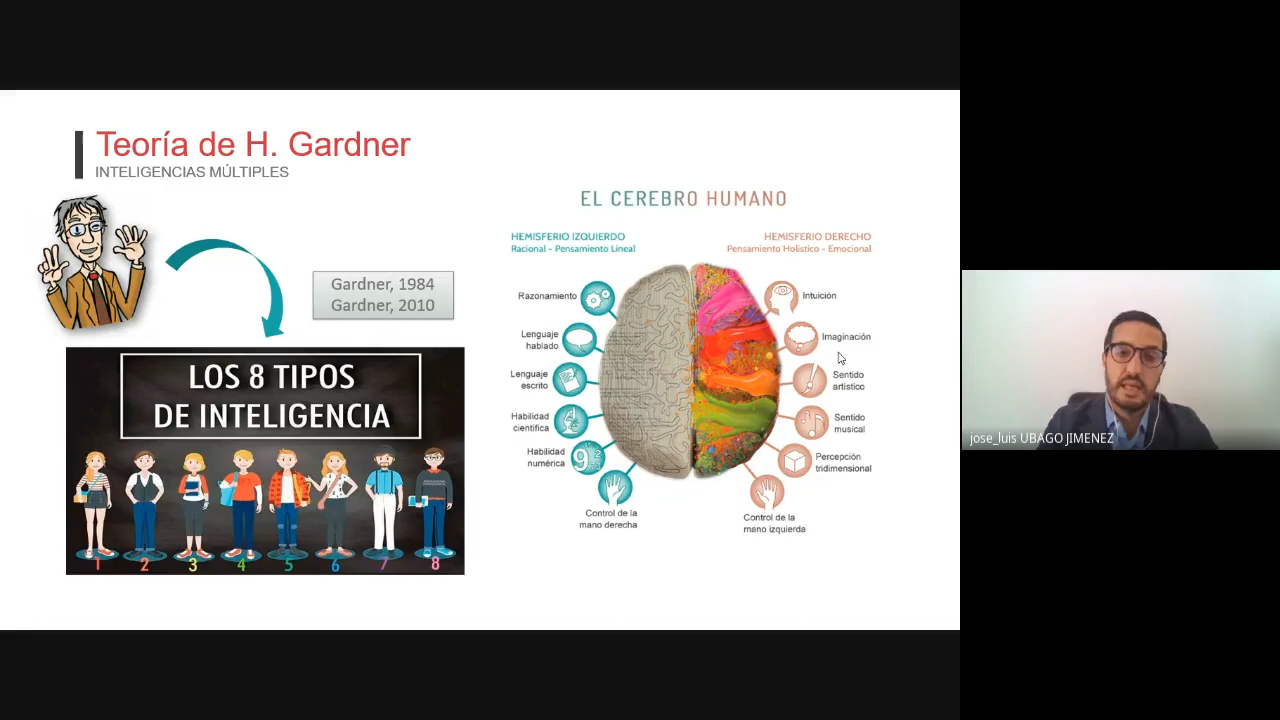 Teoría de H. Gardner
INTELIGENCIAS MÚLTIPLES
Gardner, 1984
Gardner, 2010
LOS 8 TIPOS
DE INTELIGENCIA
1 2 3 4 5 6 7 8
EL CEREBRO HUMANO
HEMISFERIO IZQUIERDO
Racional - Pensamiento Lineal
HEMISFERIO DERECHO
Pensamiento Holístico - Emocional
Razonamiento
Lenguaje
hablado
Lenguaje
escrito
Habilidad
científica
Habilidad
numérica
9
Control de la
mano derecha
Intuición
Imaginación
Sentido
artístico
Sentido
musical
Percepción
tridimensional
Control de la
mano izquierda
jose_luis UBAGO JIMENEZ